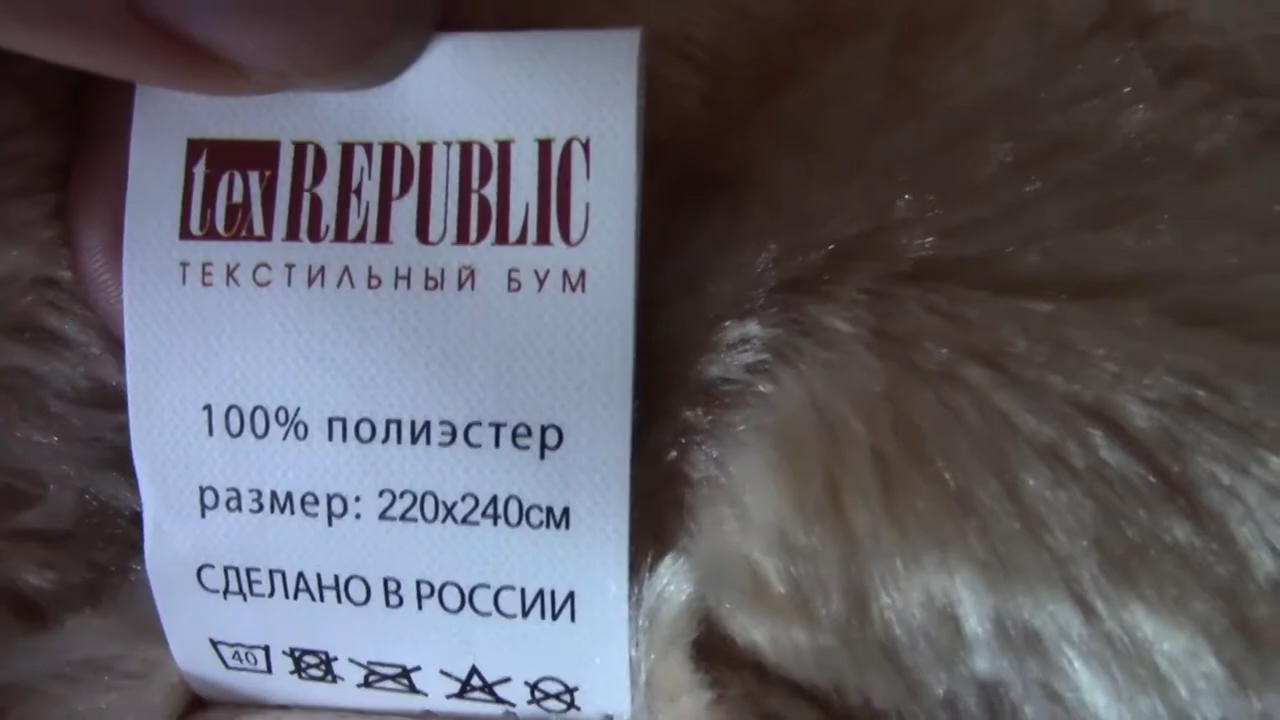 tex REPUBLIC
ТЕКСТИЛЬНЫЙ БУМ
100% полиэстер
размер: 220х240см
СДЕЛАНО В РОССИИ
40